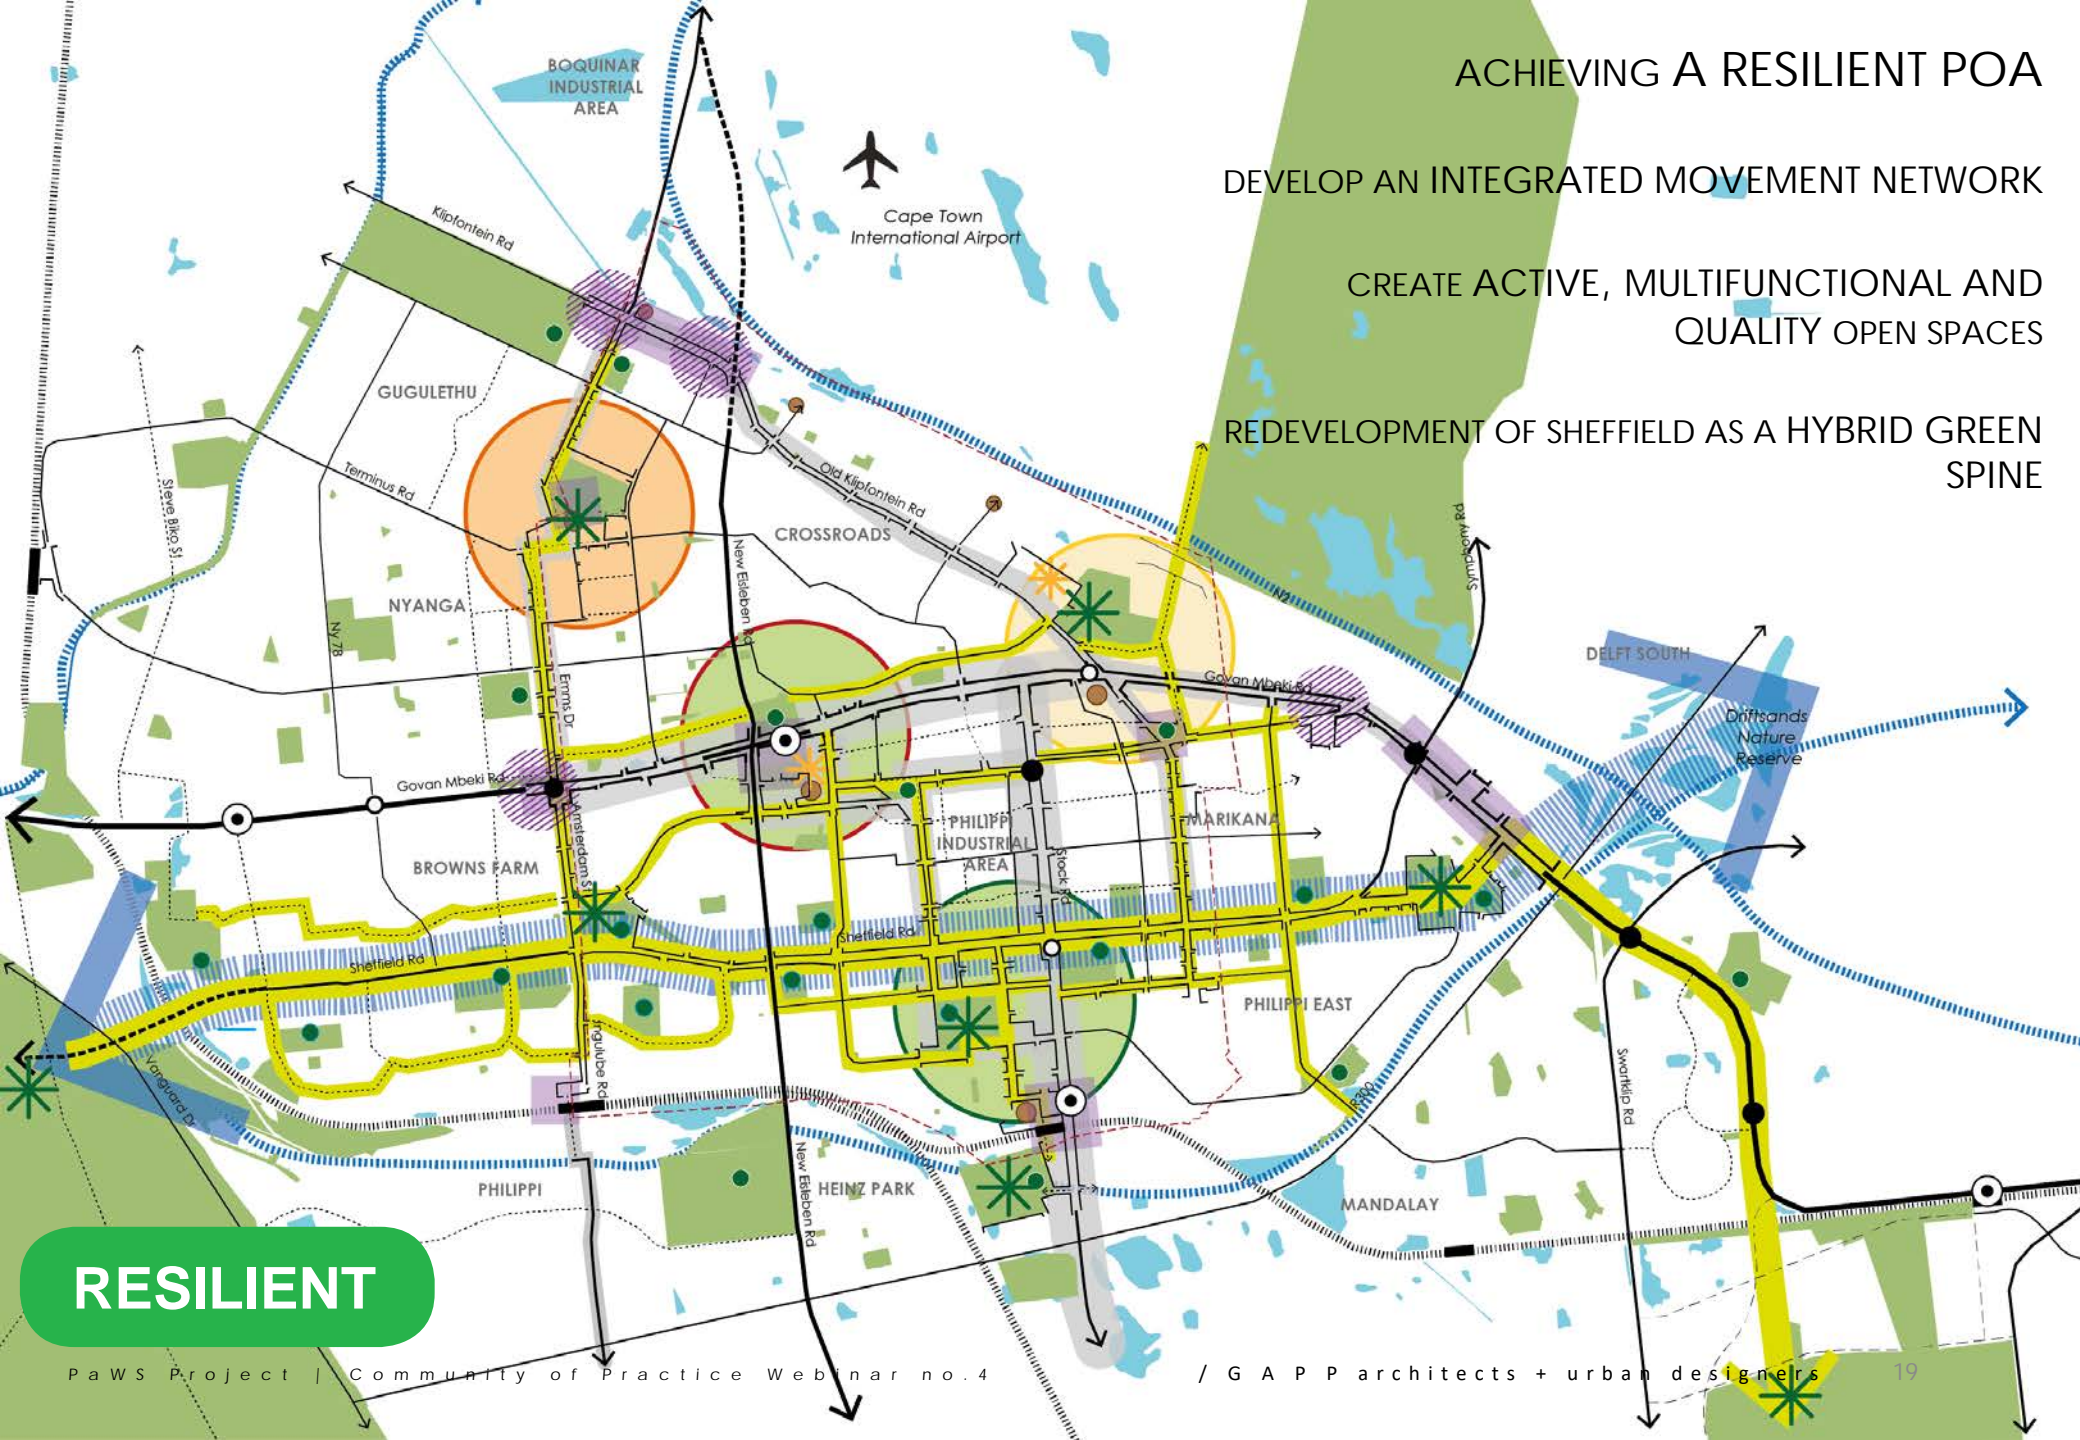 ACHIEVING A RESILIENT POA
DEVELOP AN INTEGRATED MOVEMENT NETWORK
CREATE ACTIVE, MULTIFUNCTIONAL AND
QUALITY OPEN SPACES
REDEVELOPMENT OF SHEFFIELD AS A HYBRID GREEN
SPINE
BOQUINAR
INDUSTRIAL
AREA
Cape Town
International Airport
Klipfontein Rd
GUGULETHU
Terminus Rd
Steve Biko St
Old Klipfontein Rd
CROSSROADS
New Eisleben Rd
NYANGA
Ny 78
Emms Dr
N2
Symphony Rd
DELFT SOUTH
Driftsands
Nature
Reserve
Govan Mbeki Rd
Govan Mbeki Rd
Amsterdam St
BROWNS FARM
PHILIPPI
INDUSTRIAL
AREA
Stock Rd
MARIKANA
Sheffield Rd
Sheffield Rd
PHILIPPI EAST
Vanguard Dr
Ingulube Rd
R300
Swartklip Rd
PHILIPPI
New Eisleben Rd
HEINZ PARK
MANDALAY
RESILIENT
PaWS Project | Community of Practice Webinar no.4
/ GAPP architects + urban designers
19